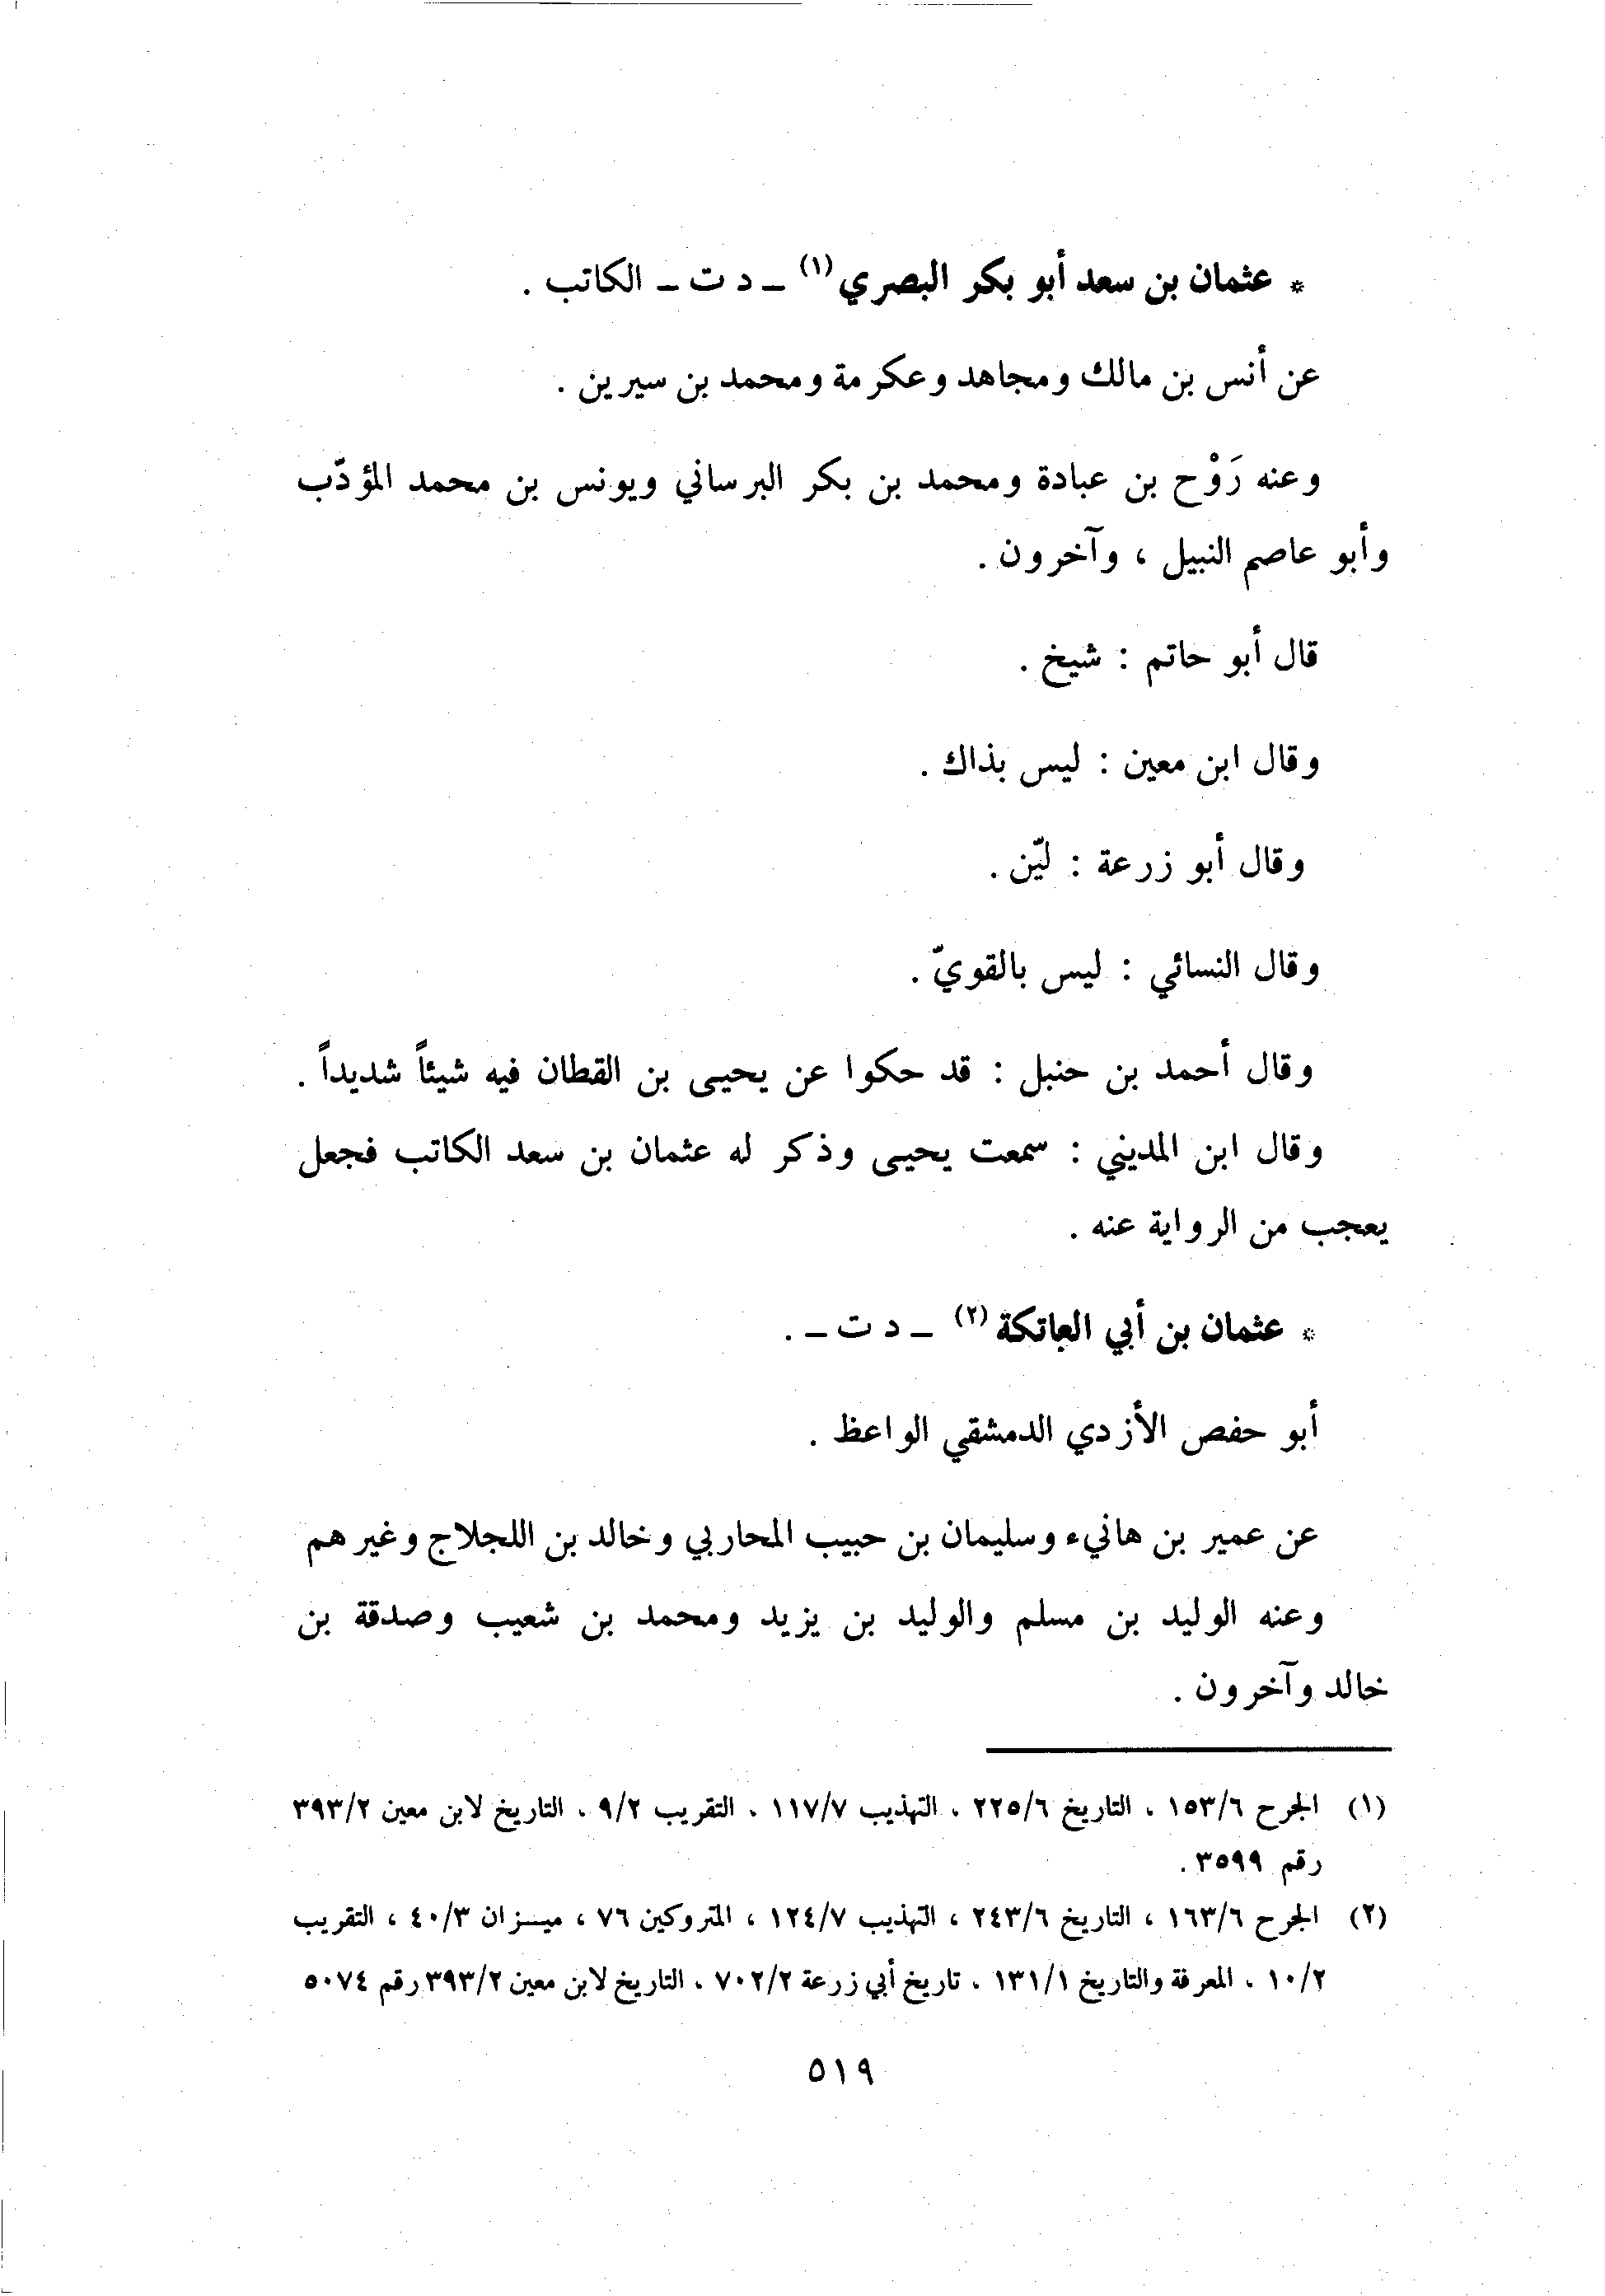 * عثمان بن سعد أبو بكر البصري (١) ـ د ت ـ الكاتب .
عن أنس بن مالك ومجاهد وعكرمة ومحمد بن سيرين .
وعنه رَوْح بن عبادة ومحمد بن بكر البرساني ويونس بن محمد المؤدّب
وأبو عاصم النبيل ، وآخرون .
قال أبو حاتم : شيخ .
وقال ابن معين : ليس بذاك .
وقال أبو زرعة : ليّن .
وقال النسائي : ليس بالقويّ .
وقال أحمد بن حنبل : قد حكوا عن يحيى بن القطان فيه شيئاً شديداً .
وقال ابن المديني : سمعت يحيى وذكر له عثمان بن سعد الكاتب فجعل
يعجب من الرواية عنه .
* عثمان بن أبي العاتكة (٢) ـ د ت ـ .
أبو حفص الأزدي الدمشقي الواعظ .
عن عمير بن هانيء وسليمان بن حبيب المحاربي وخالد بن اللجلاج وغيرهم
وعنه الوليد بن مسلم والوليد بن يزيد ومحمد بن شعيب وصدقة بن
خالد وآخرون .
(١) الجرح ١٥٣/٦ ، التاريخ ٢٢٥/٦ ، التهذيب ١١٧/٧ ، التقريب ٩/٢ ، التاريخ لابن معين ٣٩٣/٢
رقم ٣٥٩٩ .
(٢) الجرح ١٦٣/٦ ، التاريخ ٢٤٣/٦ ، التهذيب ١٢٤/٧ ، المتروكين ٧٦ ، ميزان ٤٠/٣ ، التقريب
١٠/٢ ، المعرفة والتاريخ ١٣١/١ ، تاريخ أبي زرعة ٧٠٢/٢ ، التاريخ لابن معين ٣٩٣/٢ رقم ٥٠٧٤
٥١٩